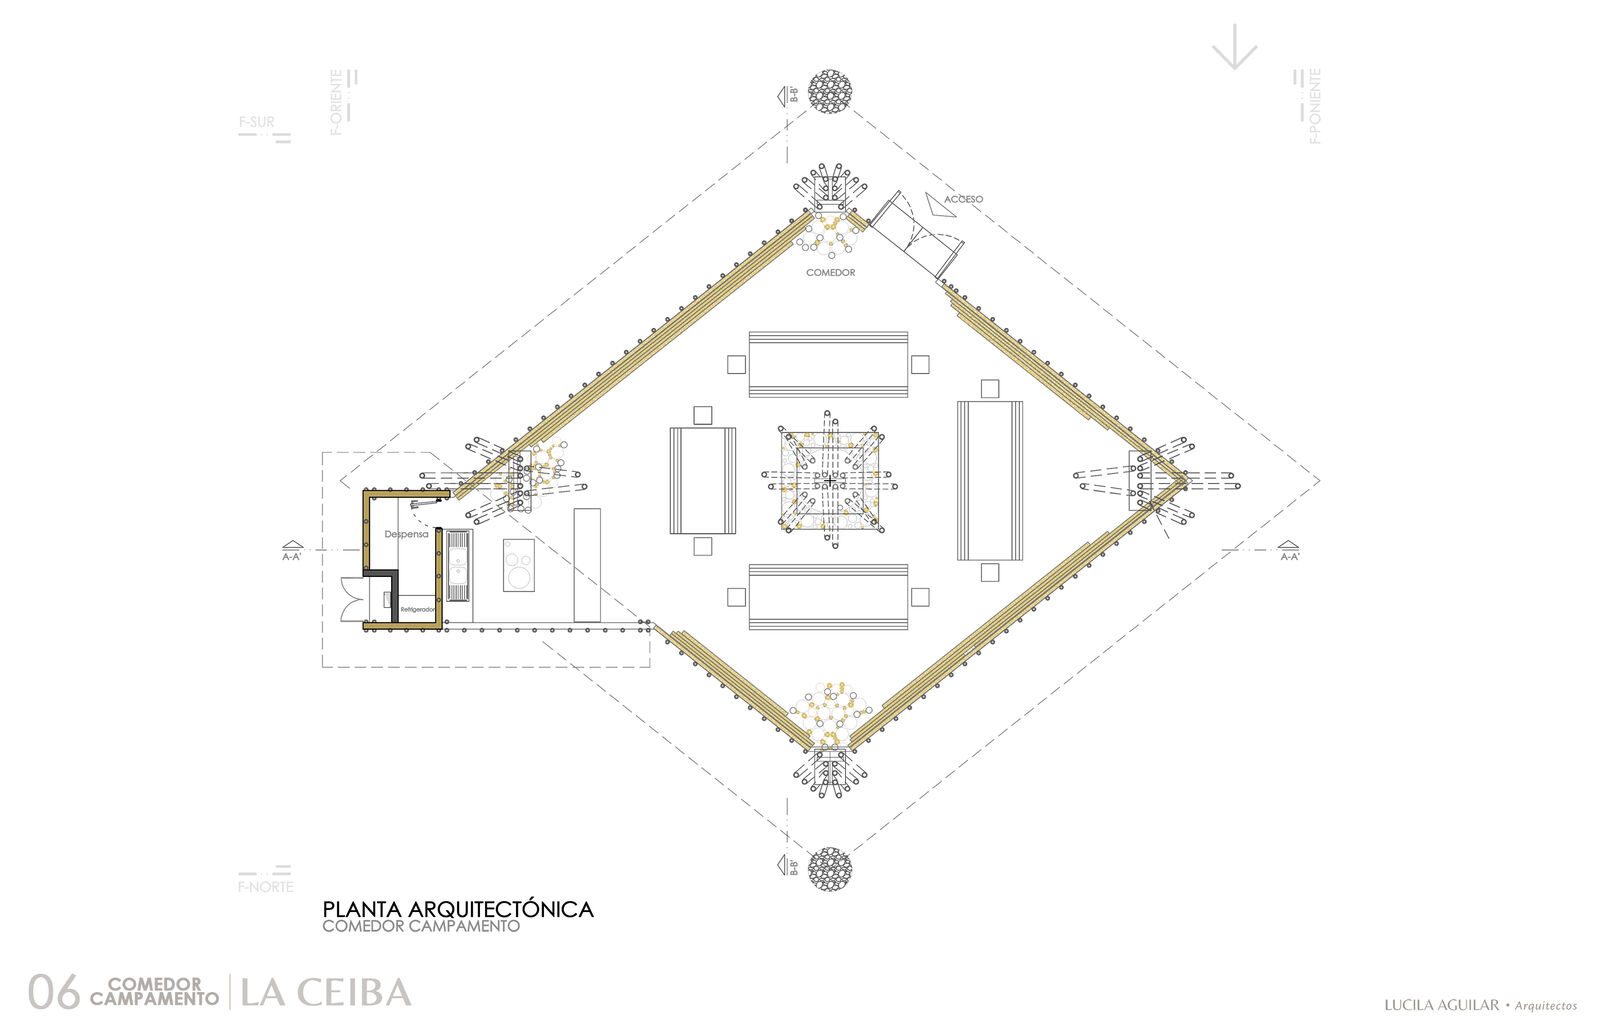 F-ORIENTE
F-SUR
F-PONIENTE
B-B'
ACCESO
COMEDOR
Despensa
A-A'
A-A'
Refrigerador
B-B'
F-NORTE
PLANTA ARQUITECTÓNICA
COMEDOR CAMPAMENTO
06 COMEDOR CAMPAMENTO | LA CEIBA
LUCILA AGUILAR • Arquitectos